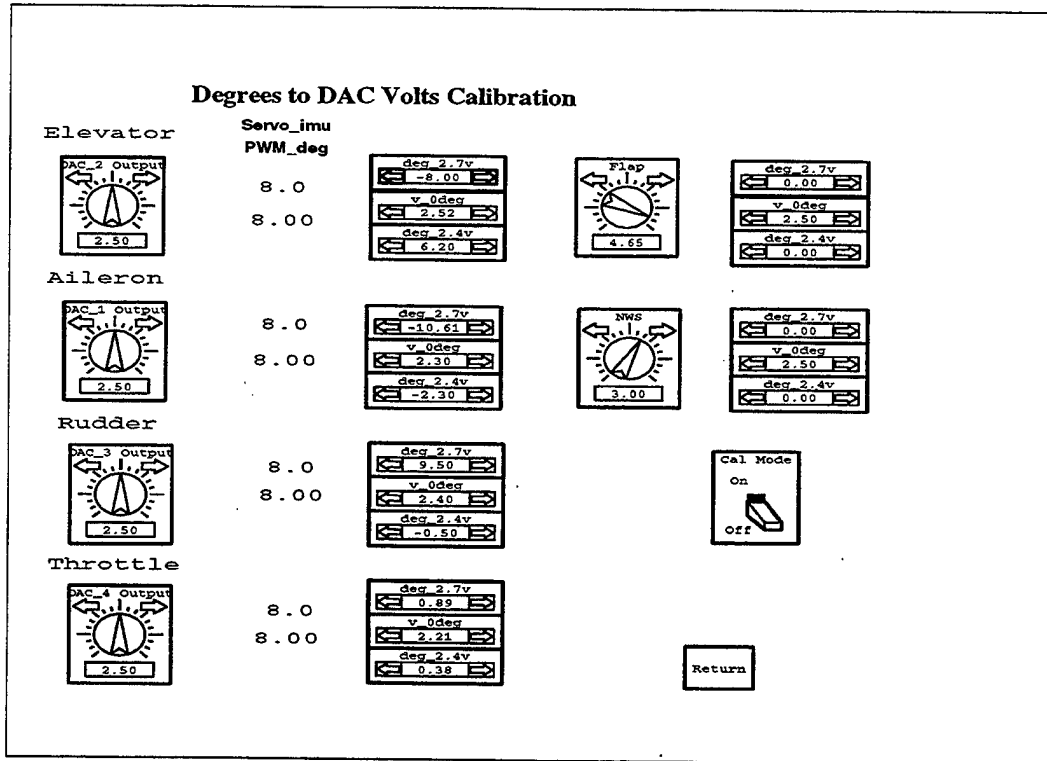 Degrees to DAC Volts Calibration
Servo_imu
PWM_deg
Elevator
DAC_2 Output
2.50
8.0
8.00
deg_2.7v
-8.00
v_0deg
2.52
deg_2.4v
6.20
Flap
4.65
deg_2.7v
0.00
v_0deg
2.50
deg_2.4v
0.00
Aileron
DAC_1 Output
2.50
8.0
8.00
deg_2.7v
-10.61
v_0deg
2.30
deg_2.4v
-2.30
NWS
3.00
deg_2.7v
0.00
v_0deg
2.50
deg_2.4v
0.00
Rudder
DAC_3 Output
2.50
8.0
8.00
deg_2.7v
9.50
v_0deg
2.40
deg_2.4v
-0.50
Cal Mode
On
Off
Throttle
DAC_4 Output
2.50
8.0
8.00
deg_2.7v
0.89
v_0deg
2.21
deg_2.4v
0.38
Return